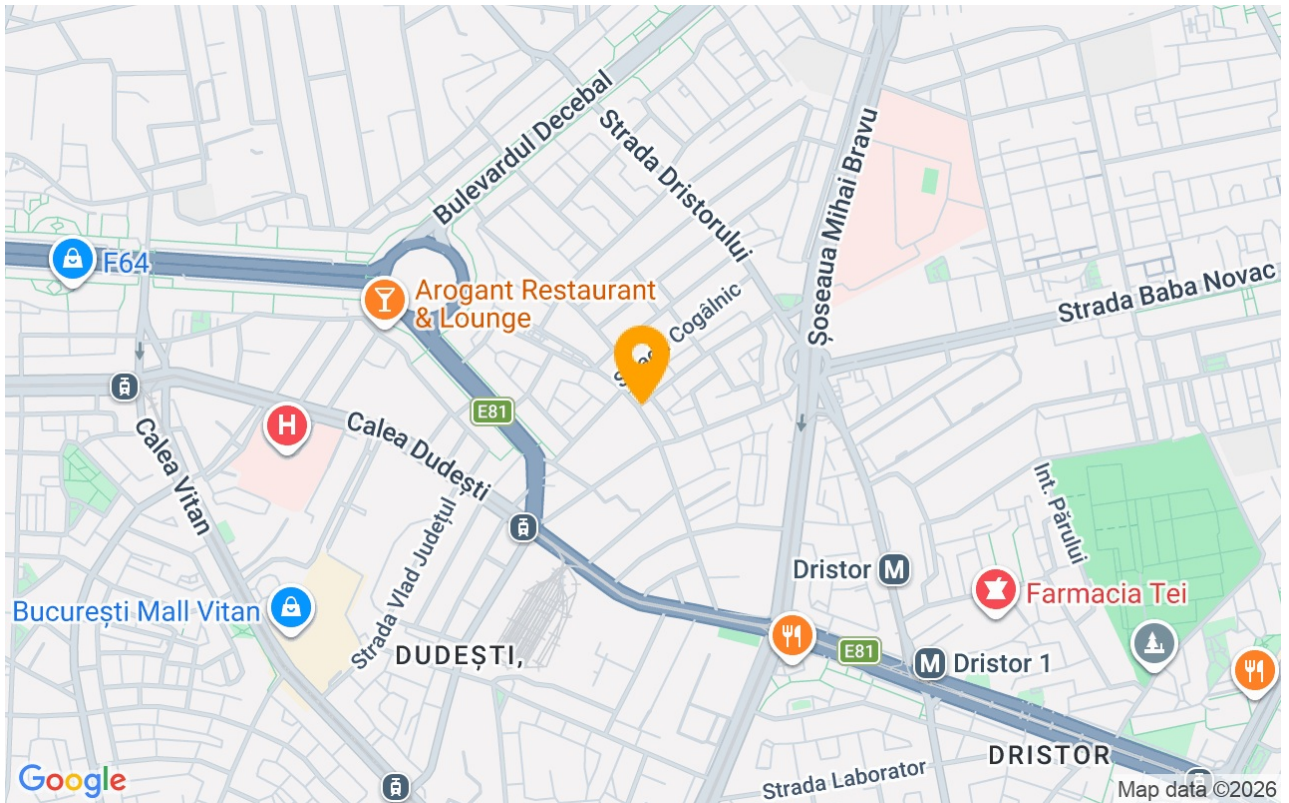 Bulevardul Decebal
Strada Dristorului
Șoseaua Mihai Bravu
F64
Arogant Restaurant
& Lounge
Cogâlnic
Strada Baba Novac
E81
H
Calea Dudești
Calea Vitan
Strada Vlad Județul
Int. Părului
Dristor M
Farmacia Tei
București Mall Vitan
DUDEȘTI,
E81
M Dristor 1
DRISTOR
Strada Laborator
Google
Map data ©2026